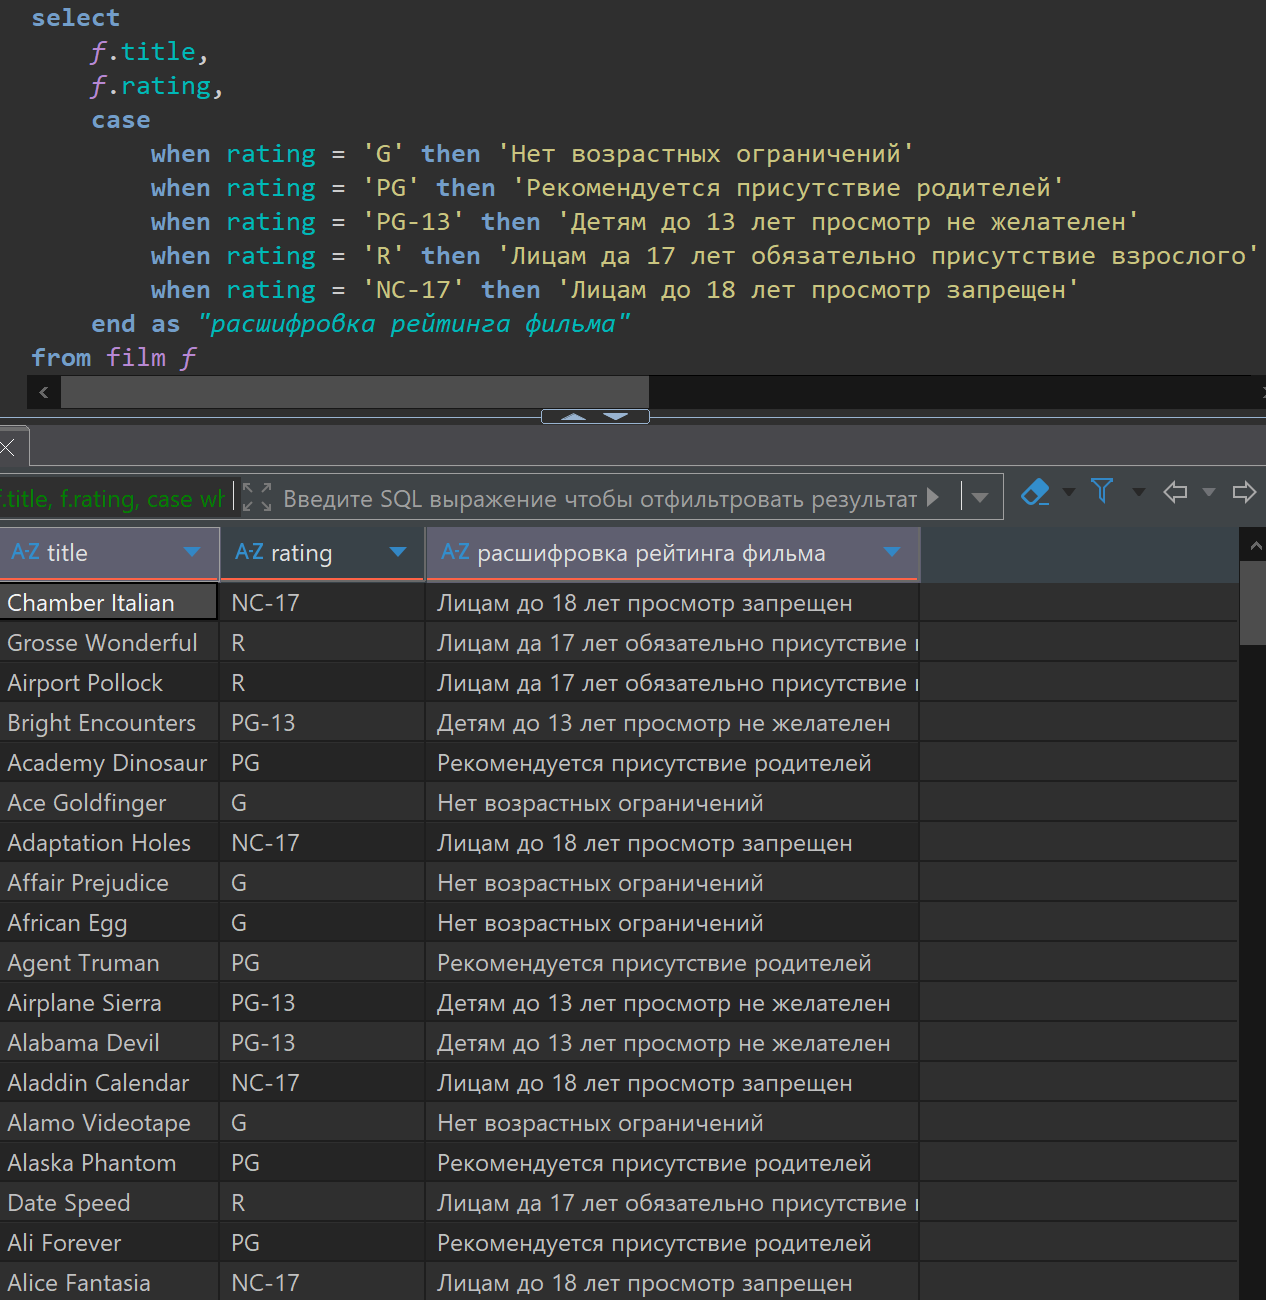 select
f.title,
f.rating,
case
when rating = 'G' then 'Нет возрастных ограничений'
when rating = 'PG' then 'Рекомендуется присутствие родителей'
when rating = 'PG-13' then 'Детям до 13 лет просмотр не желателен'
when rating = 'R' then 'Лицам да 17 лет обязательно присутствие взрослого'
when rating = 'NC-17' then 'Лицам до 18 лет просмотр запрещен'
end as "расшифровка рейтинга фильма"
from film f
f.title, f.rating, case wh Введите SQL выражение чтобы отфильтровать результат
A-Z title A-Z rating A-Z расшифровка рейтинга фильма
Chamber Italian NC-17 Лицам до 18 лет просмотр запрещен
Grosse Wonderful R Лицам да 17 лет обязательно присутствие
Airport Pollock R Лицам да 17 лет обязательно присутствие
Bright Encounters PG-13 Детям до 13 лет просмотр не желателен
Academy Dinosaur PG Рекомендуется присутствие родителей
Ace Goldfinger G Нет возрастных ограничений
Adaptation Holes NC-17 Лицам до 18 лет просмотр запрещен
Affair Prejudice G Нет возрастных ограничений
African Egg G Нет возрастных ограничений
Agent Truman PG Рекомендуется присутствие родителей
Airplane Sierra PG-13 Детям до 13 лет просмотр не желателен
Alabama Devil PG-13 Детям до 13 лет просмотр не желателен
Aladdin Calendar NC-17 Лицам до 18 лет просмотр запрещен
Alamo Videotape G Нет возрастных ограничений
Alaska Phantom PG Рекомендуется присутствие родителей
Date Speed R Лицам да 17 лет обязательно присутствие
Ali Forever PG Рекомендуется присутствие родителей
Alice Fantasia NC-17 Лицам до 18 лет просмотр запрещен